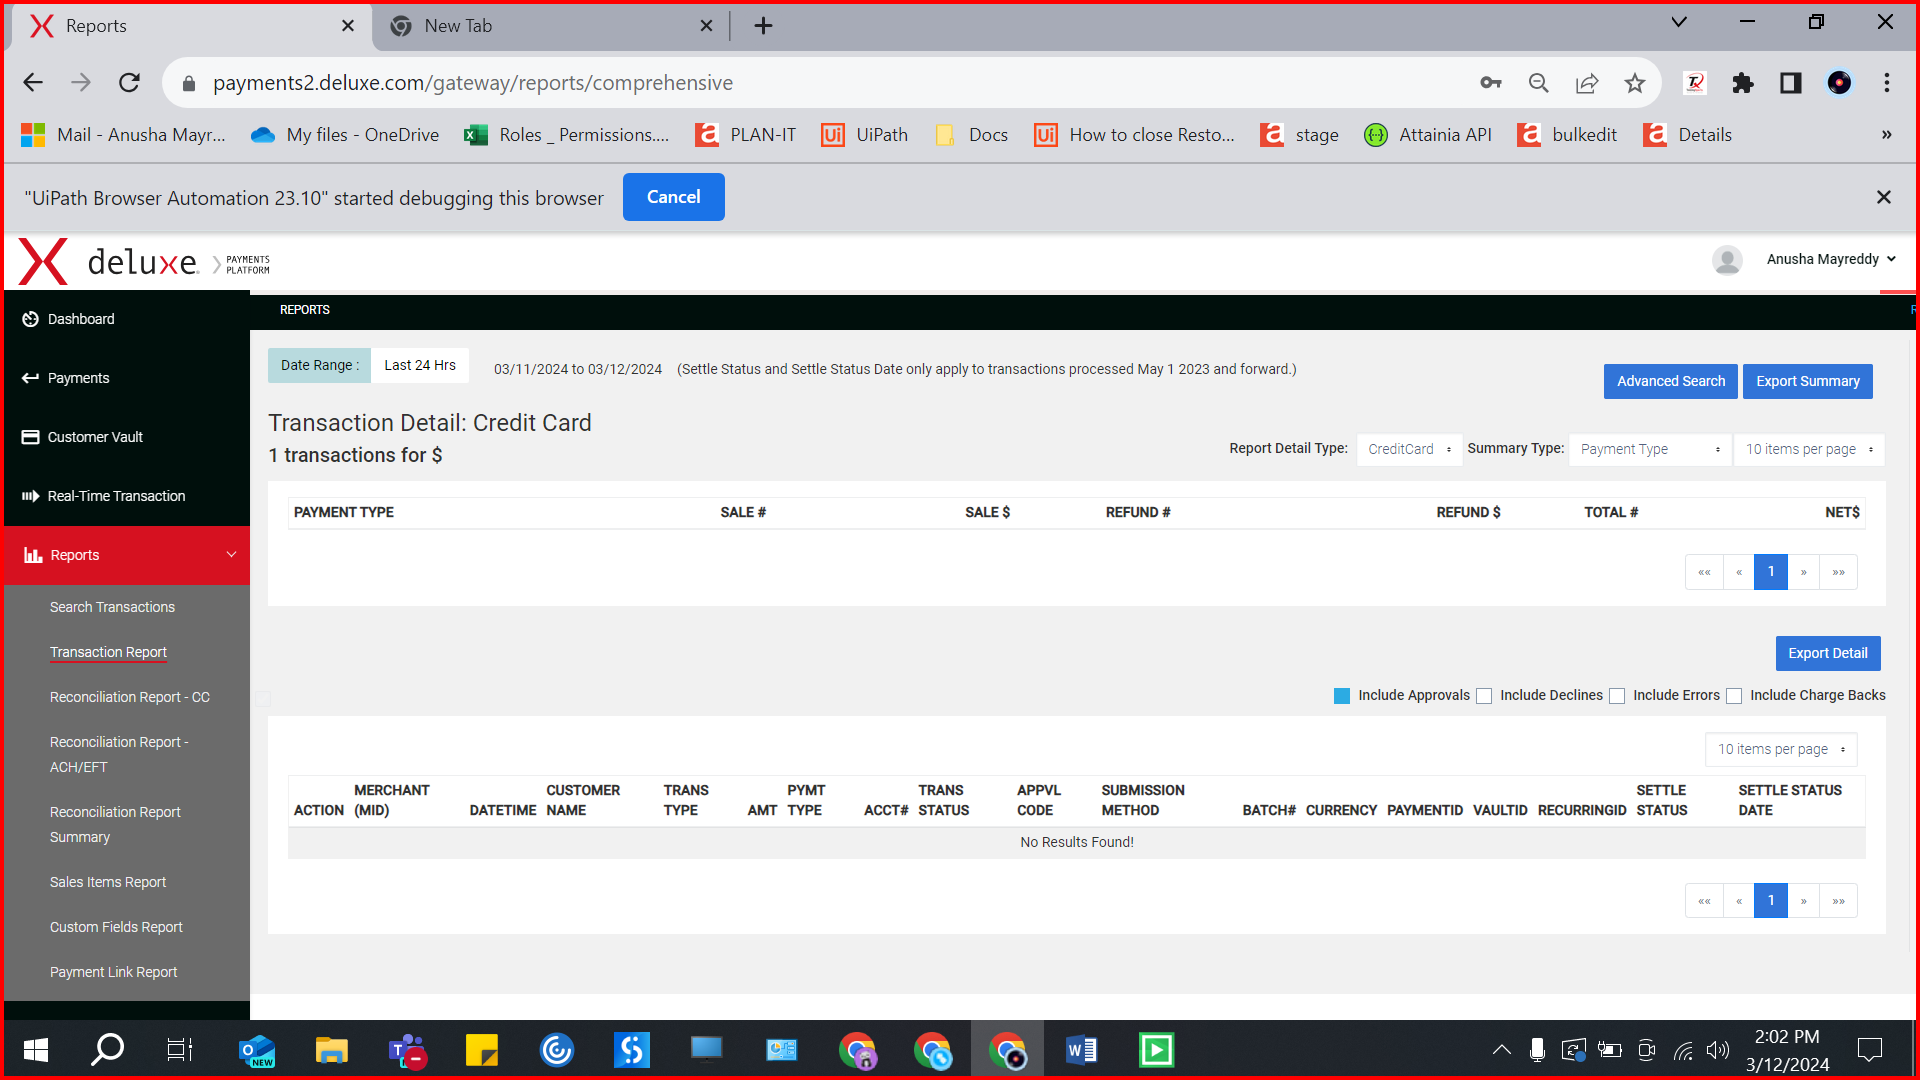 Reports
New Tab
payments2.deluxe.com/gateway/reports/comprehensive
Mail - Anusha Mayr...
My files - OneDrive
Roles _ Permissions....
PLAN-IT
UiPath
Docs
How to close Resto...
stage
Attainia API
bulkedit
Details
»
"UiPath Browser Automation 23.10" started debugging this browser
Cancel
deluxe.
PAYMENTS
PLATFORM
Anusha Mayreddy
Dashboard
Payments
Customer Vault
Real-Time Transaction
Reports
Search Transactions
Transaction Report
Reconciliation Report - CC
Reconciliation Report -
ACH/EFT
Reconciliation Report
Summary
Sales Items Report
Custom Fields Report
Payment Link Report
REPORTS
Date Range : Last 24 Hrs 03/11/2024 to 03/12/2024 (Settle Status and Settle Status Date only apply to transactions processed May 1 2023 and forward.)
Advanced Search
Export Summary
Transaction Detail: Credit Card
1 transactions for $
Report Detail Type: CreditCard Summary Type: Payment Type 10 items per page
PAYMENT TYPE SALE # SALE $ REFUND # REFUND $ TOTAL # NET$
«« « 1 » »»
Export Detail
Include Approvals Include Declines Include Errors Include Charge Backs
10 items per page
ACTION MERCHANT (MID) DATETIME CUSTOMER NAME TRANS TYPE AMT PYMT TYPE ACCT# TRANS STATUS APPVL CODE SUBMISSION METHOD BATCH# CURRENCY PAYMENTID VAULTID RECURRINGID SETTLE STATUS SETTLE STATUS DATE
No Results Found!
«« « 1 » »»
NEW
2:02 PM
3/12/2024